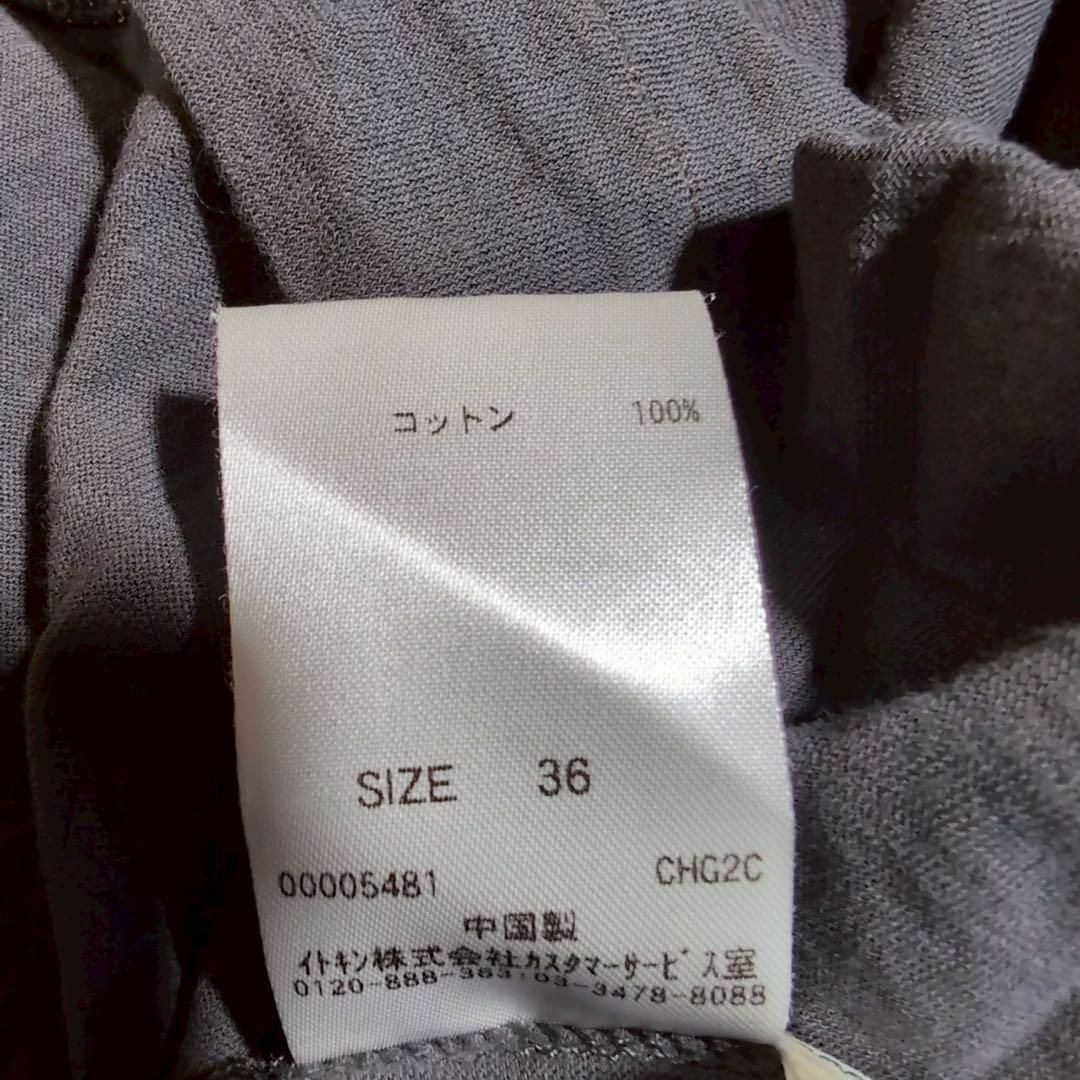 コットン 100%
SIZE 36
00005481 CHG2C
中国製
イトキン株式会社カスタマーサービス室
0120-888-363/03-3478-8088